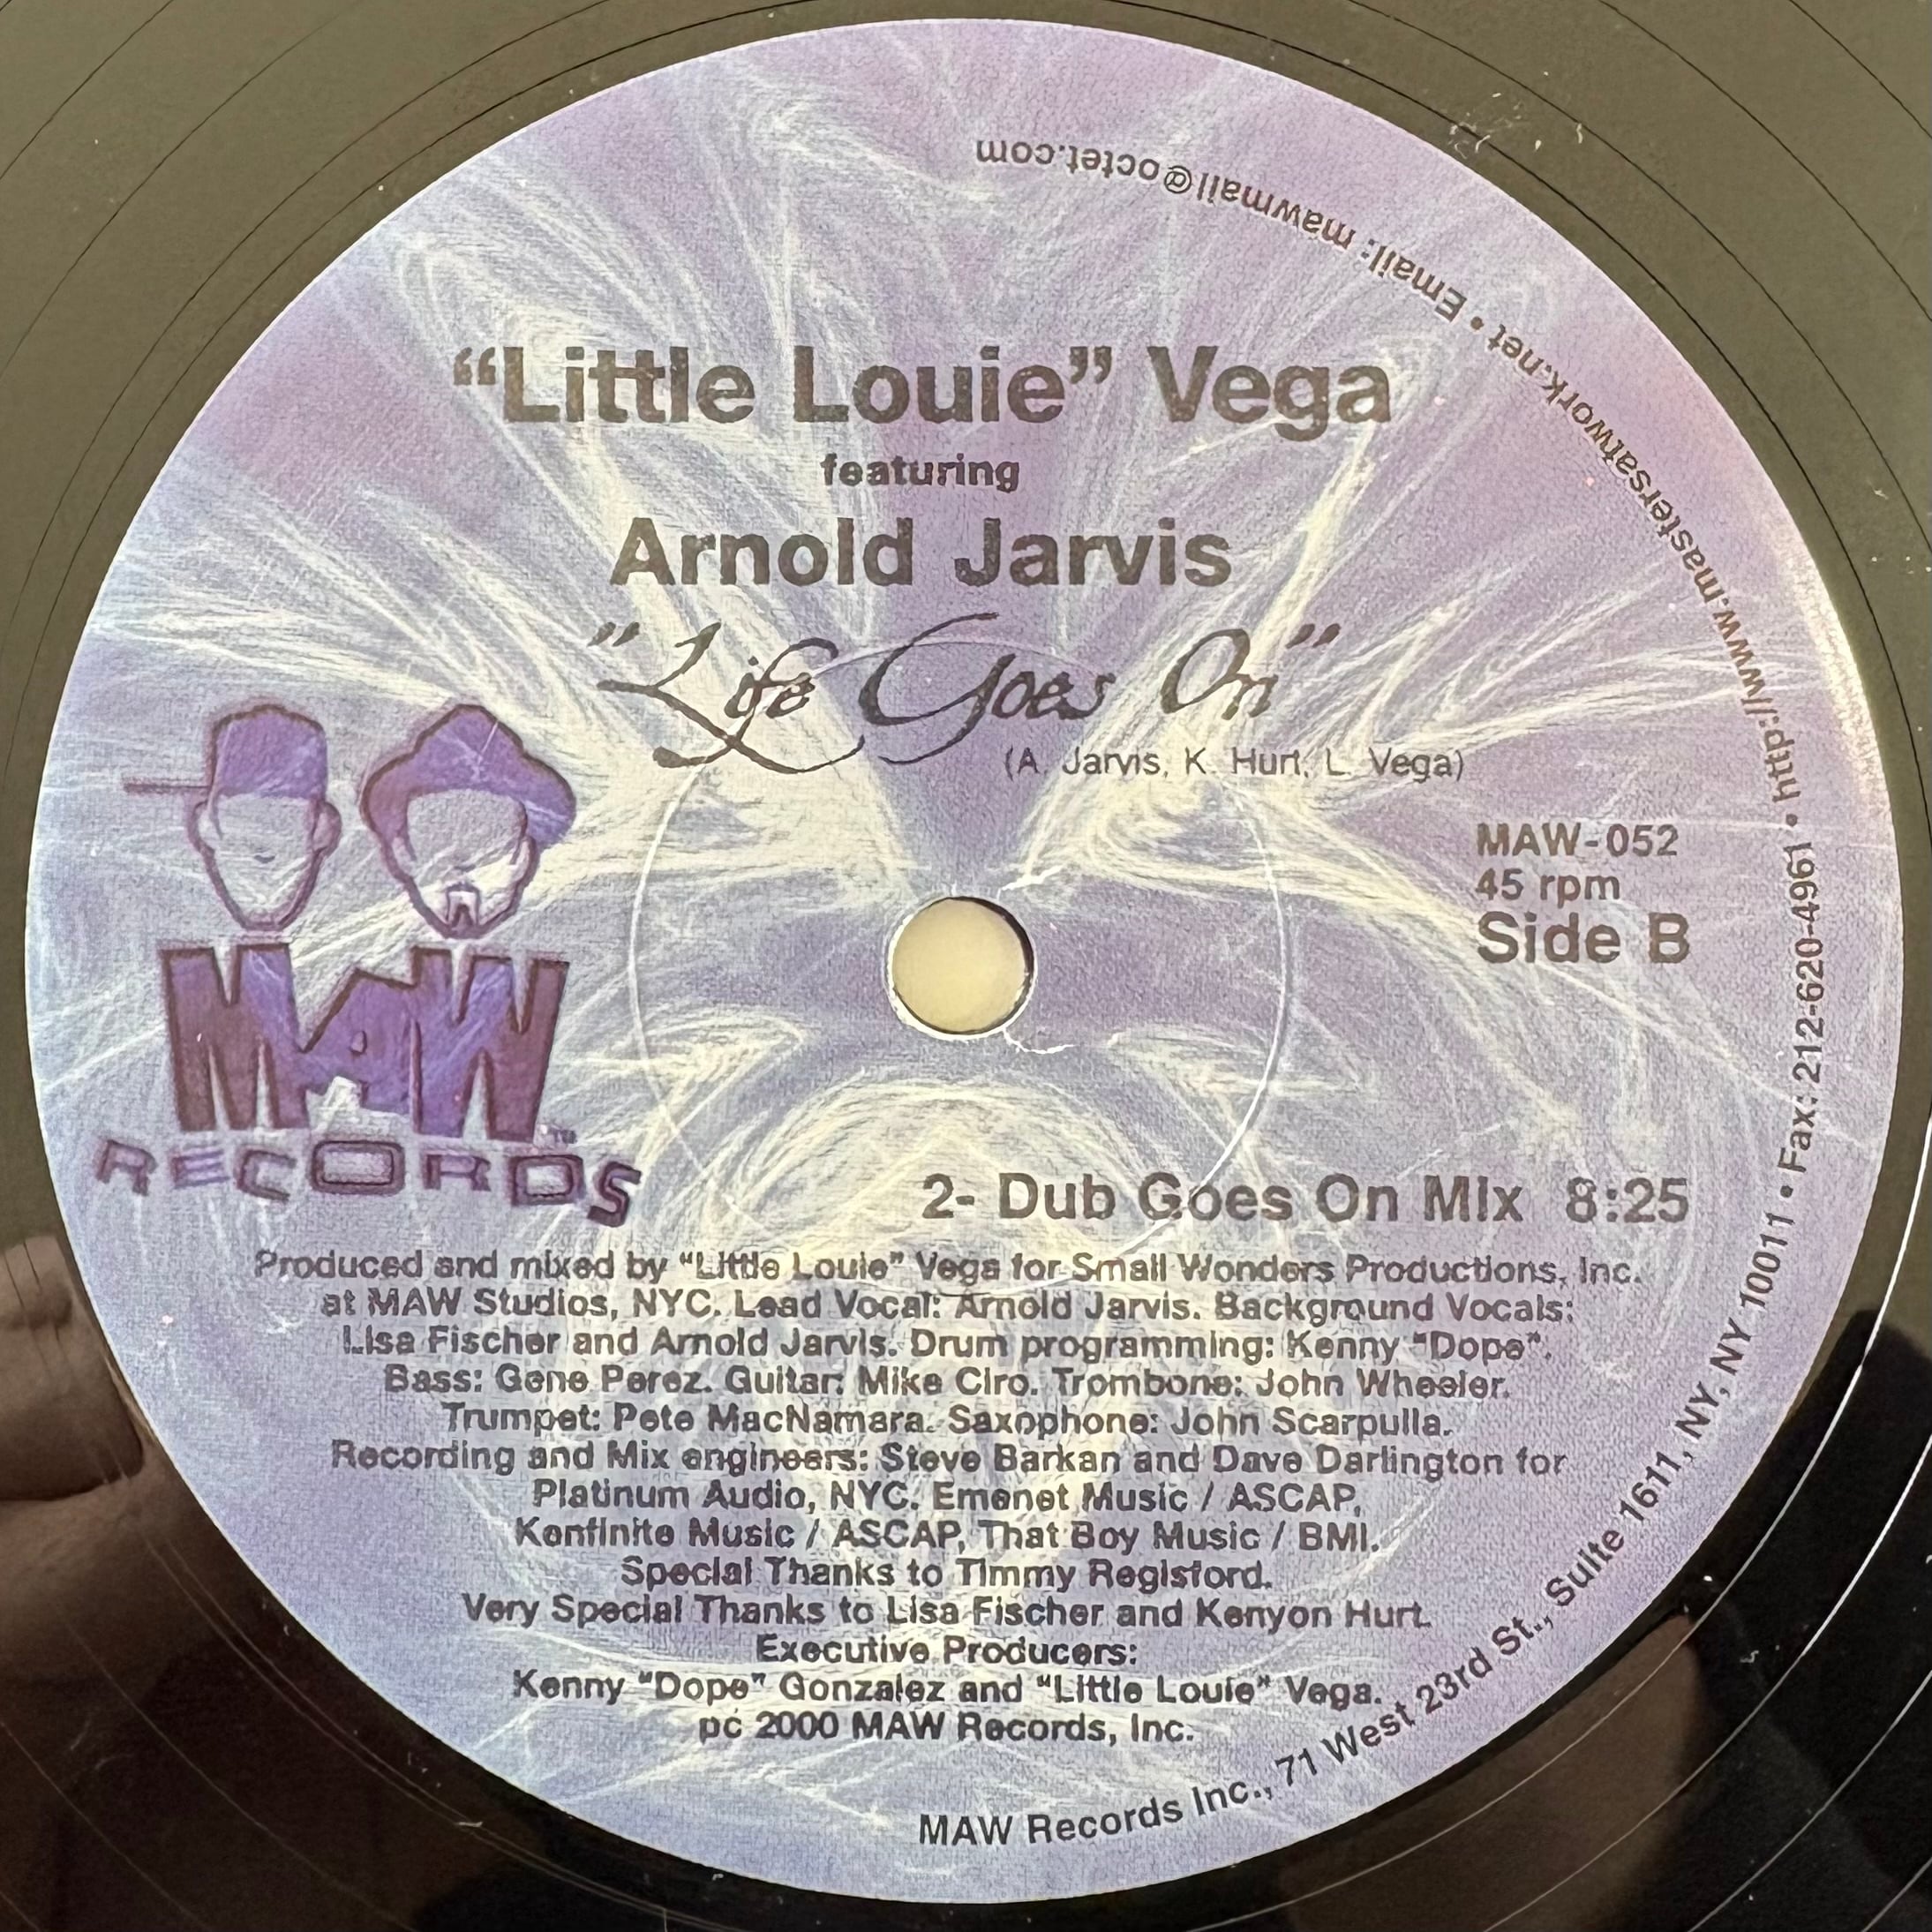 “Little Louie” Vega
featuring
Arnold Jarvis
"Life Goes On"
(A. Jarvis, K. Hurt, L. Vega)
MAW-052
45 rpm
Side B
MAW
TM
RECORDS
2- Dub Goes On Mix 8:25
Produced and mixed by “Little Louie” Vega for Small Wonders Productions, Inc.
at MAW Studios, NYC. Lead Vocal: Arnold Jarvis. Background Vocals:
Lisa Fischer and Arnold Jarvis. Drum programming: Kenny “Dope”.
Bass: Gene Perez. Guitar: Mike Ciro. Trombone: John Wheeler.
Trumpet: Pete MacNamara. Saxophone: John Scarpulla.
Recording and Mix engineers: Steve Barkan and Dave Darlington for
Platinum Audio, NYC. Emenet Music / ASCAP,
Kenfinite Music / ASCAP, That Boy Music / BMI.
Special Thanks to Timmy Regisford.
Very Special Thanks to Lisa Fischer and Kenyon Hurt.
Executive Producers:
Kenny “Dope” Gonzalez and “Little Louie” Vega.
pc 2000 MAW Records, Inc.
MAW Records Inc., 71 West 23rd St., Suite 1611, NY, NY 10011 • Fax: 212-620-4961 • http://www.mastersatwork.net • Email: mawmail@octet.com